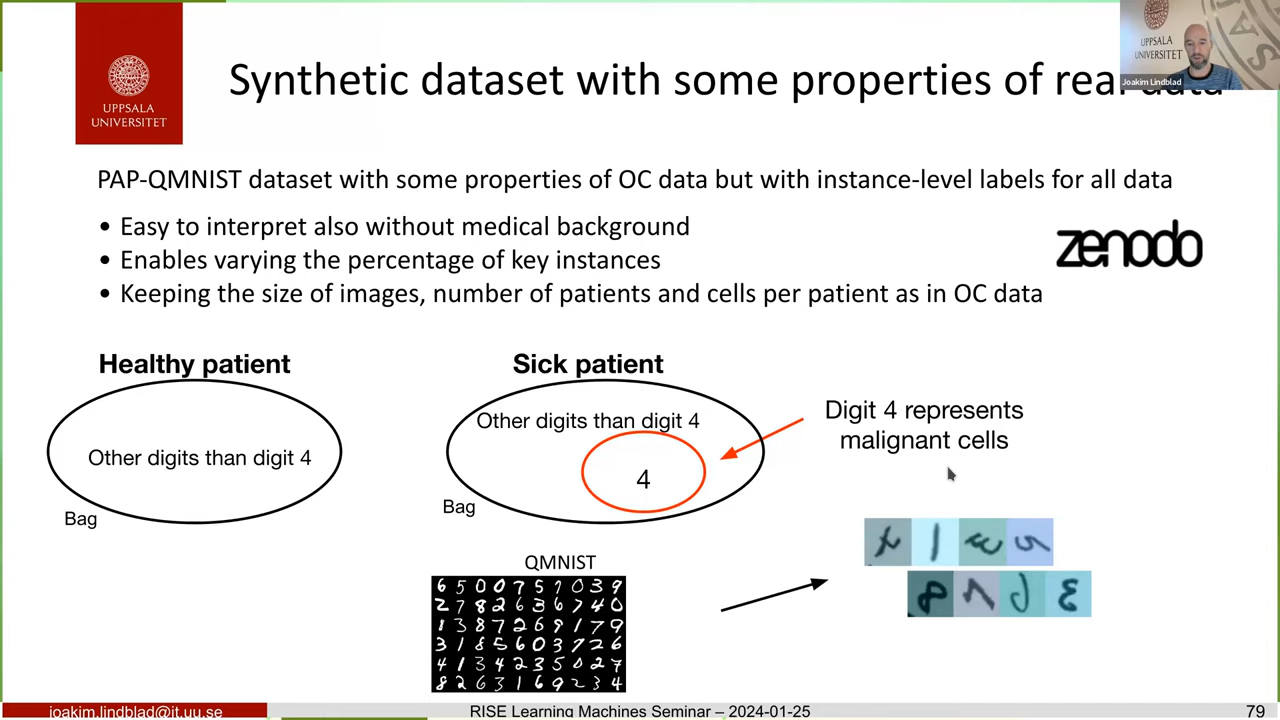 UPPSALA
UNIVERSITET
Synthetic dataset with some properties of real data
UPPSALA
UNIVERSITET
Joakim Lindblad
PAP-QMNIST dataset with some properties of OC data but with instance-level labels for all data
• Easy to interpret also without medical background
• Enables varying the percentage of key instances
• Keeping the size of images, number of patients and cells per patient as in OC data
zenodo
Healthy patient
Other digits than digit 4
Bag
Sick patient
Other digits than digit 4
4
Bag
Digit 4 represents
malignant cells
QMNIST
6 5 0 0 7 5 7 0 3 9
2 7 8 2 6 3 6 7 4 0
1 3 8 7 2 6 9 1 7 9
3 1 8 5 6 0 3 7 2 6
4 1 3 4 2 3 5 0 2 7
8 2 6 3 1 6 9 2 3 4
joakim.lindblad@it.uu.se
RISE Learning Machines Seminar – 2024-01-25
79